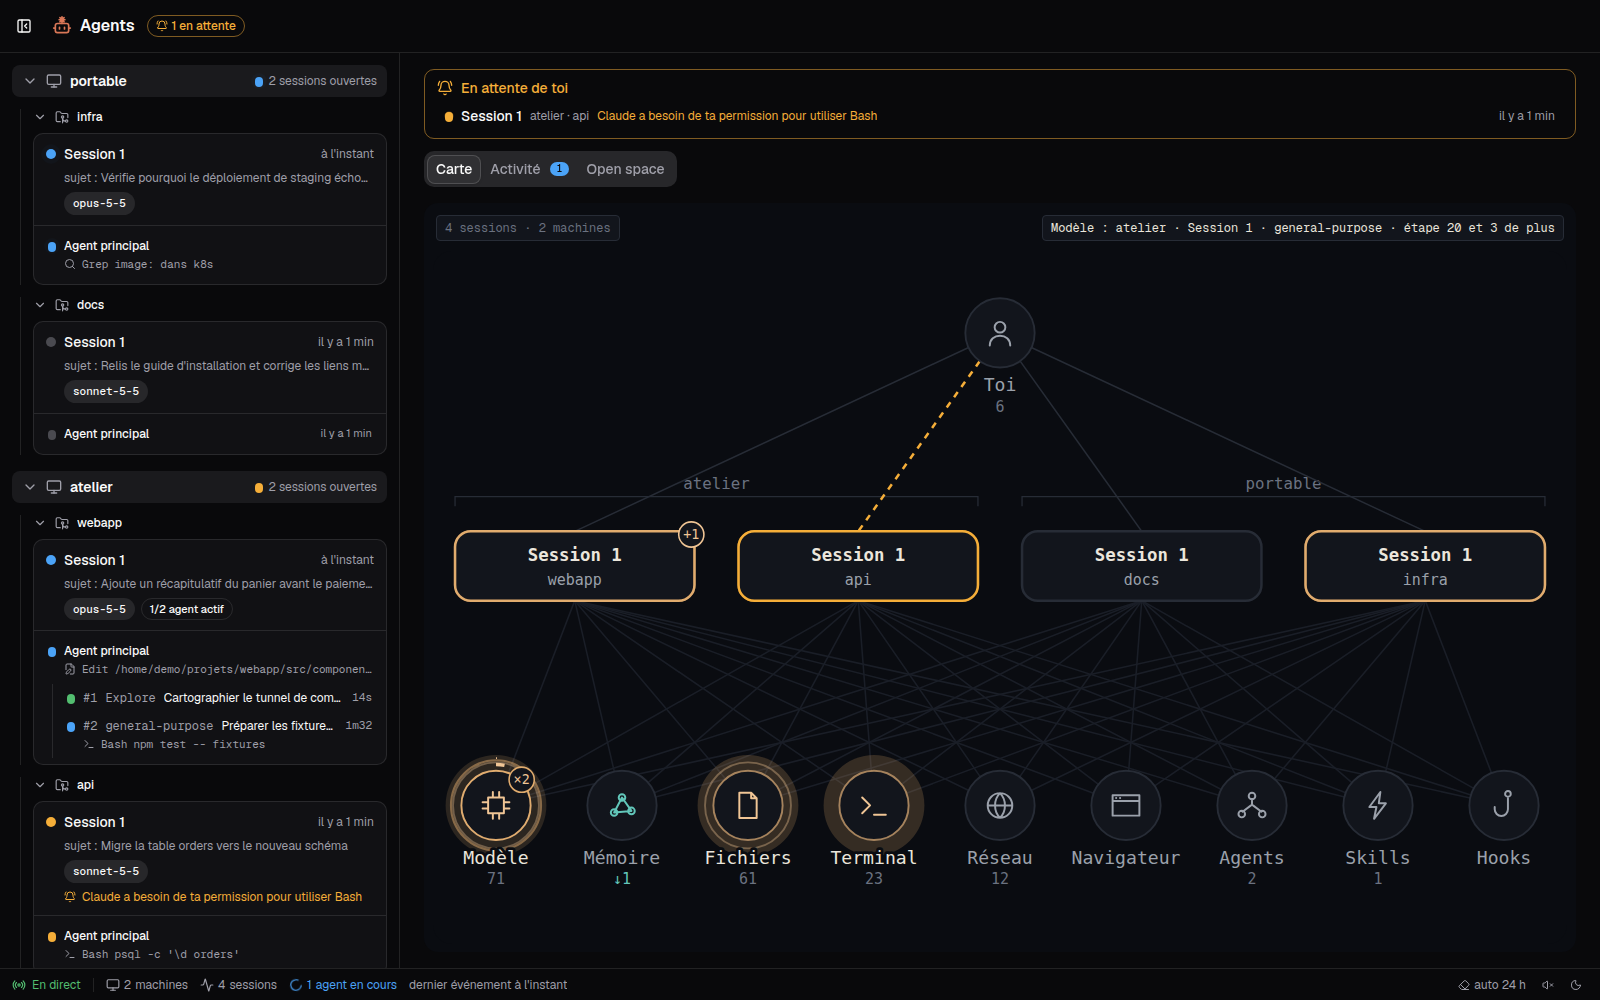 Agents
1 en attente
portable
2 sessions ouvertes
infra
Session 1
à l'instant
sujet : Vérifie pourquoi le déploiement de staging écho…
opus-5-5
Agent principal
Grep image: dans k8s
docs
Session 1
il y a 1 min
sujet : Relis le guide d'installation et corrige les liens m…
sonnet-5-5
Agent principal
il y a 1 min
atelier
2 sessions ouvertes
webapp
Session 1
à l'instant
sujet : Ajoute un récapitulatif du panier avant le paieme…
opus-5-5
1/2 agent actif
Agent principal
Edit /home/demo/projets/webapp/src/componen…
#1 Explore Cartographier le tunnel de com… 14s
#2 general-purpose Préparer les fixture… 1m32
Bash npm test -- fixtures
api
Session 1
il y a 1 min
sujet : Migre la table orders vers le nouveau schéma
sonnet-5-5
Claude a besoin de ta permission pour utiliser Bash
Agent principal
Bash psql -c '\d orders'
En attente de toi
Session 1 atelier · api Claude a besoin de ta permission pour utiliser Bash
il y a 1 min
Carte
Activité 1
Open space
4 sessions · 2 machines
Modèle : atelier · Session 1 · general-purpose · étape 20 et 3 de plus
Toi
6
atelier
portable
+1
Session 1
webapp
Session 1
api
Session 1
docs
Session 1
infra
×2
Modèle
71
Mémoire
↓1
Fichiers
61
Terminal
23
Réseau
12
Navigateur
Agents
2
Skills
1
Hooks
En direct
2 machines
4 sessions
1 agent en cours
dernier événement à l'instant
auto 24 h